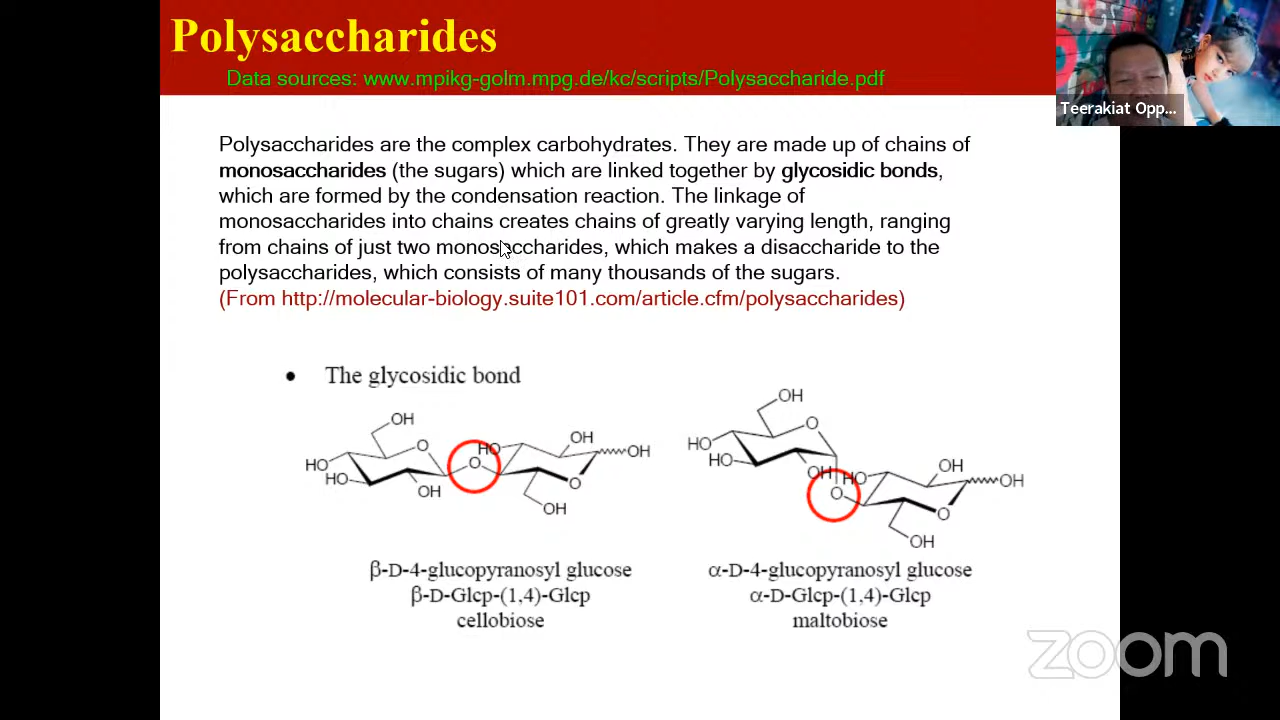 Polysaccharides
Data sources: www.mpikg-golm.mpg.de/kc/scripts/Polysaccharide.pdf
Teerakiat Opp...
Polysaccharides are the complex carbohydrates. They are made up of chains of
monosaccharides (the sugars) which are linked together by glycosidic bonds,
which are formed by the condensation reaction. The linkage of
monosaccharides into chains creates chains of greatly varying length, ranging
from chains of just two monosaccharides, which makes a disaccharide to the
polysaccharides, which consists of many thousands of the sugars.
(From http://molecular-biology.suite101.com/article.cfm/polysaccharides)
• The glycosidic bond
OH
O
HO
HO
OH
O
HO
OH
OH
O
OH
OH
O
HO
HO
OH
O
HO
OH
OH
O
OH
β-D-4-glucopyranosyl glucose
β-D-Glcp-(1,4)-Glcp
cellobiose
α-D-4-glucopyranosyl glucose
α-D-Glcp-(1,4)-Glcp
maltobiose
zoom